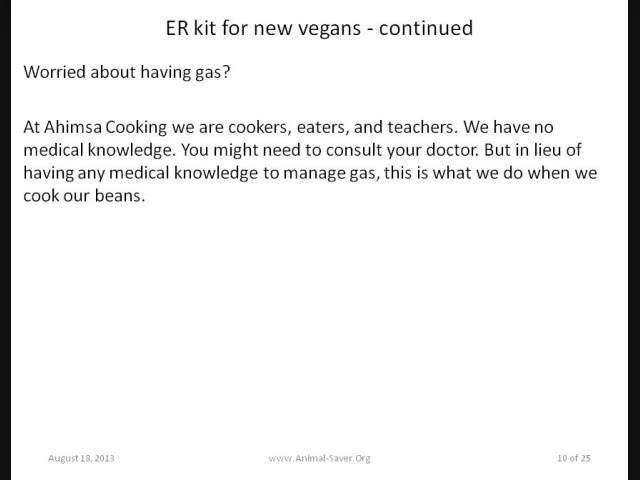 ER kit for new vegans - continued
Worried about having gas?
At Ahimsa Cooking we are cookers, eaters, and teachers. We have no
medical knowledge. You might need to consult your doctor. But in lieu of
having any medical knowledge to manage gas, this is what we do when we
cook our beans.
August 18, 2013
www.Animal-Saver.Org
10 of 25